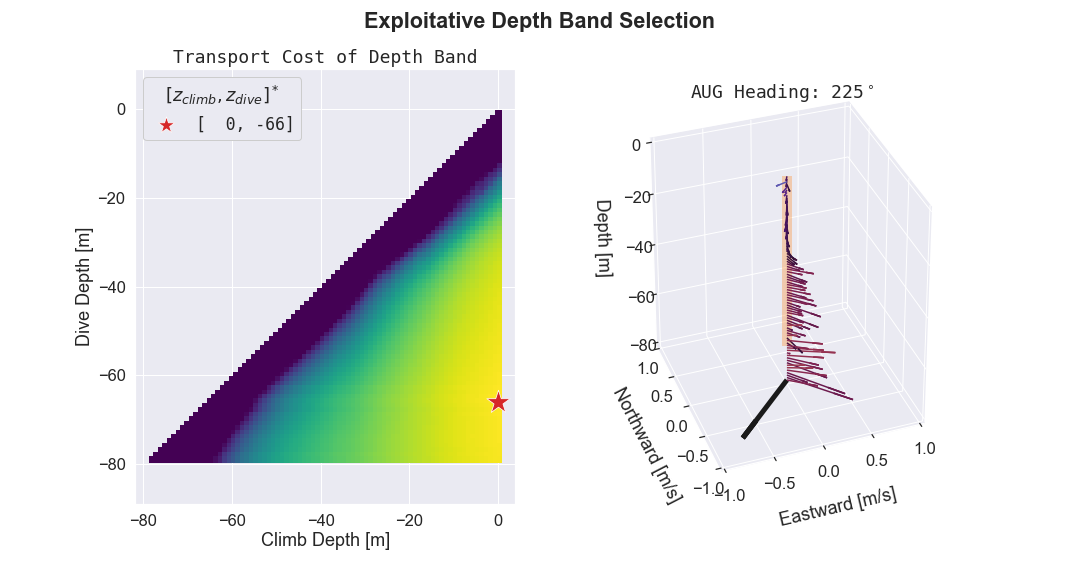 Exploitative Depth Band Selection
Transport Cost of Depth Band
[z_climb, z_dive]*
[  0, -66]
Dive Depth [m]
0
−20
−40
−60
−80
−80
−60
−40
−20
0
Climb Depth [m]
AUG Heading: 225°
Depth [m]
0
−20
−40
−60
−80
Northward [m/s]
1.0
0.5
0.0
−0.5
−1.0
Eastward [m/s]
−1.0
−0.5
0.0
0.5
1.0